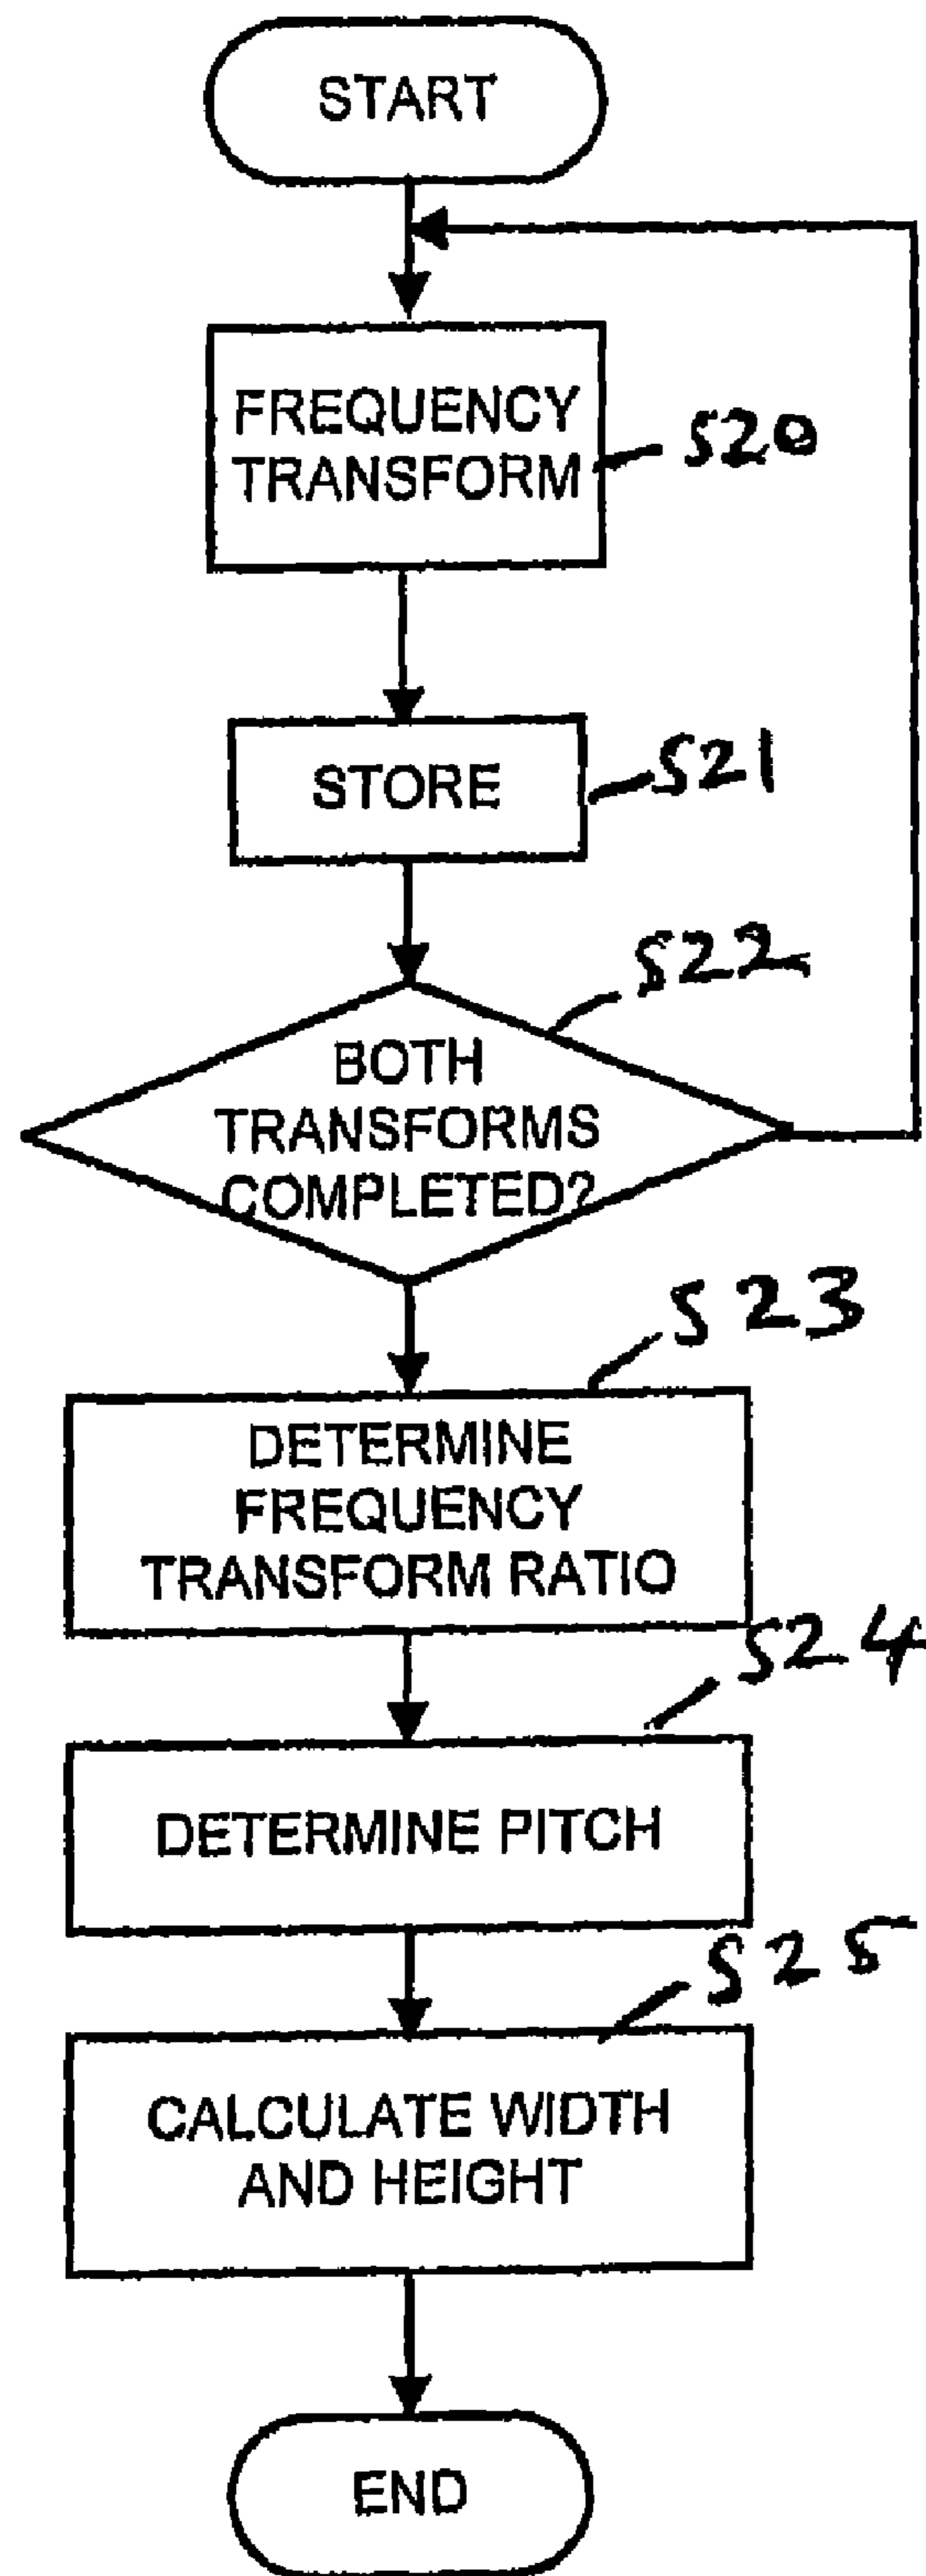 START
FREQUENCY
TRANSFORM
S20
STORE
S21
S22
BOTH
TRANSFORMS
COMPLETED?
S23
DETERMINE
FREQUENCY
TRANSFORM RATIO
S24
DETERMINE PITCH
S25
CALCULATE WIDTH
AND HEIGHT
END